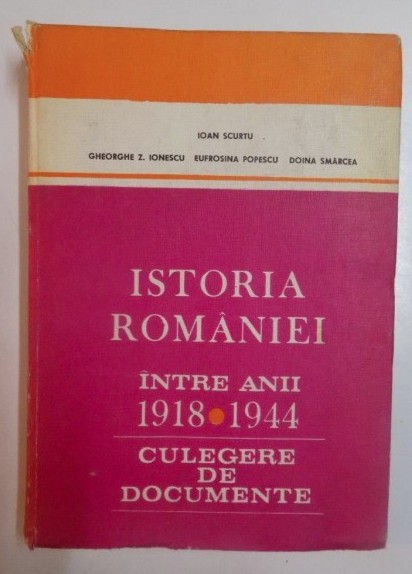 IOAN SCURTU
GHEORGHE Z. IONESCU EUFROSINA POPESCU DOINA SMÂRCEA
ISTORIA
ROMÂNIEI
ÎNTRE ANII
1918 • 1944
CULEGERE
DE
DOCUMENTE